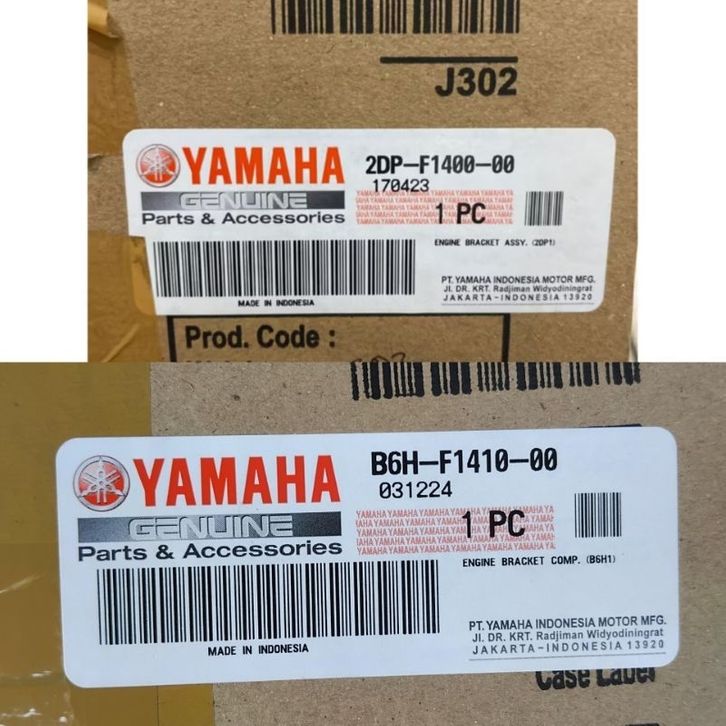 J302
YAMAHA
GENUINE
Parts & Accessories
2DP-F1400-00
170423
1 PC
ENGINE BRACKET ASSY. (2DP1)
MADE IN INDONESIA
PT. YAMAHA INDONESIA MOTOR MFG.
Jl. DR. KRT. Radjiman Widyodiningrat
JAKARTA-INDONESIA 13920
Prod. Code :
YAMAHA
GENUINE
Parts & Accessories
B6H-F1410-00
031224
1 PC
ENGINE BRACKET COMP. (B6H1)
MADE IN INDONESIA
PT. YAMAHA INDONESIA MOTOR MFG.
Jl. DR. KRT. Radjiman Widyodiningrat
JAKARTA-INDONESIA 13920
Case Label